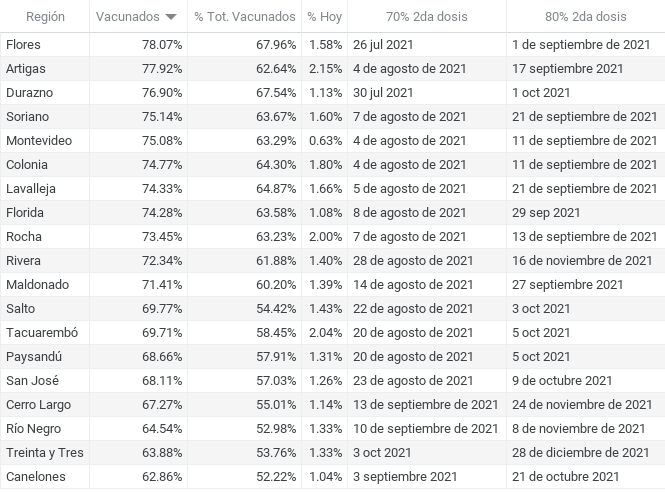 Región Vacunados % Tot. Vacunados % Hoy 70% 2da dosis 80% 2da dosis
Flores 78.07% 67.96% 1.58% 26 jul 2021 1 de septiembre de 2021
Artigas 77.92% 62.64% 2.15% 4 de agosto de 2021 17 septiembre 2021
Durazno 76.90% 67.54% 1.13% 30 jul 2021 1 oct 2021
Soriano 75.14% 63.67% 1.60% 7 de agosto de 2021 21 de septiembre de 2021
Montevideo 75.08% 63.29% 0.63% 4 de agosto de 2021 11 de septiembre de 2021
Colonia 74.77% 64.30% 1.80% 4 de agosto de 2021 11 de septiembre de 2021
Lavalleja 74.33% 64.87% 1.66% 5 de agosto de 2021 21 de septiembre de 2021
Florida 74.28% 63.58% 1.08% 8 de agosto de 2021 29 sep 2021
Rocha 73.45% 63.23% 2.00% 7 de agosto de 2021 13 de septiembre de 2021
Rivera 72.34% 61.88% 1.40% 28 de agosto de 2021 16 de noviembre de 2021
Maldonado 71.41% 60.20% 1.39% 14 de agosto de 2021 27 septiembre 2021
Salto 69.77% 54.42% 1.43% 22 de agosto de 2021 3 oct 2021
Tacuarembó 69.71% 58.45% 2.04% 20 de agosto de 2021 5 oct 2021
Paysandú 68.66% 57.91% 1.31% 20 de agosto de 2021 5 oct 2021
San José 68.11% 57.03% 1.26% 23 de agosto de 2021 9 de octubre 2021
Cerro Largo 67.27% 55.01% 1.14% 13 de septiembre de 2021 24 de noviembre de 2021
Río Negro 64.54% 52.98% 1.33% 10 de septiembre de 2021 8 de noviembre de 2021
Treinta y Tres 63.88% 53.76% 1.33% 3 oct 2021 28 de diciembre de 2021
Canelones 62.86% 52.22% 1.04% 3 septiembre 2021 21 de octubre de 2021